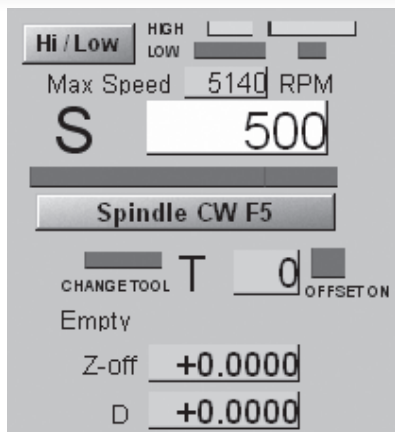 Hi / Low
HIGH
LOW
Max Speed 5140 RPM
S 500
Spindle CW F5
CHANGE TOOL T 0 OFFSET ON
Empty
Z-off +0.0000
D +0.0000